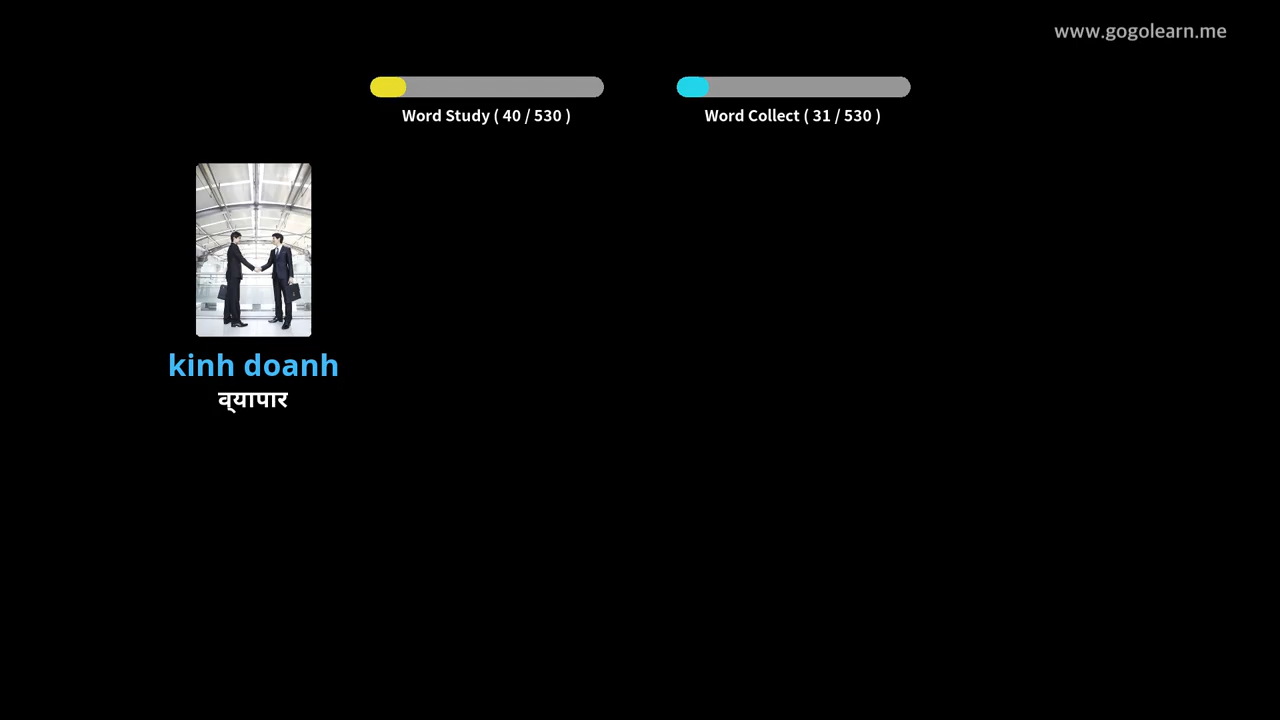 www.gogolearn.me
Word Study ( 40 / 530 )
Word Collect ( 31 / 530 )
kinh doanh
व्यापार